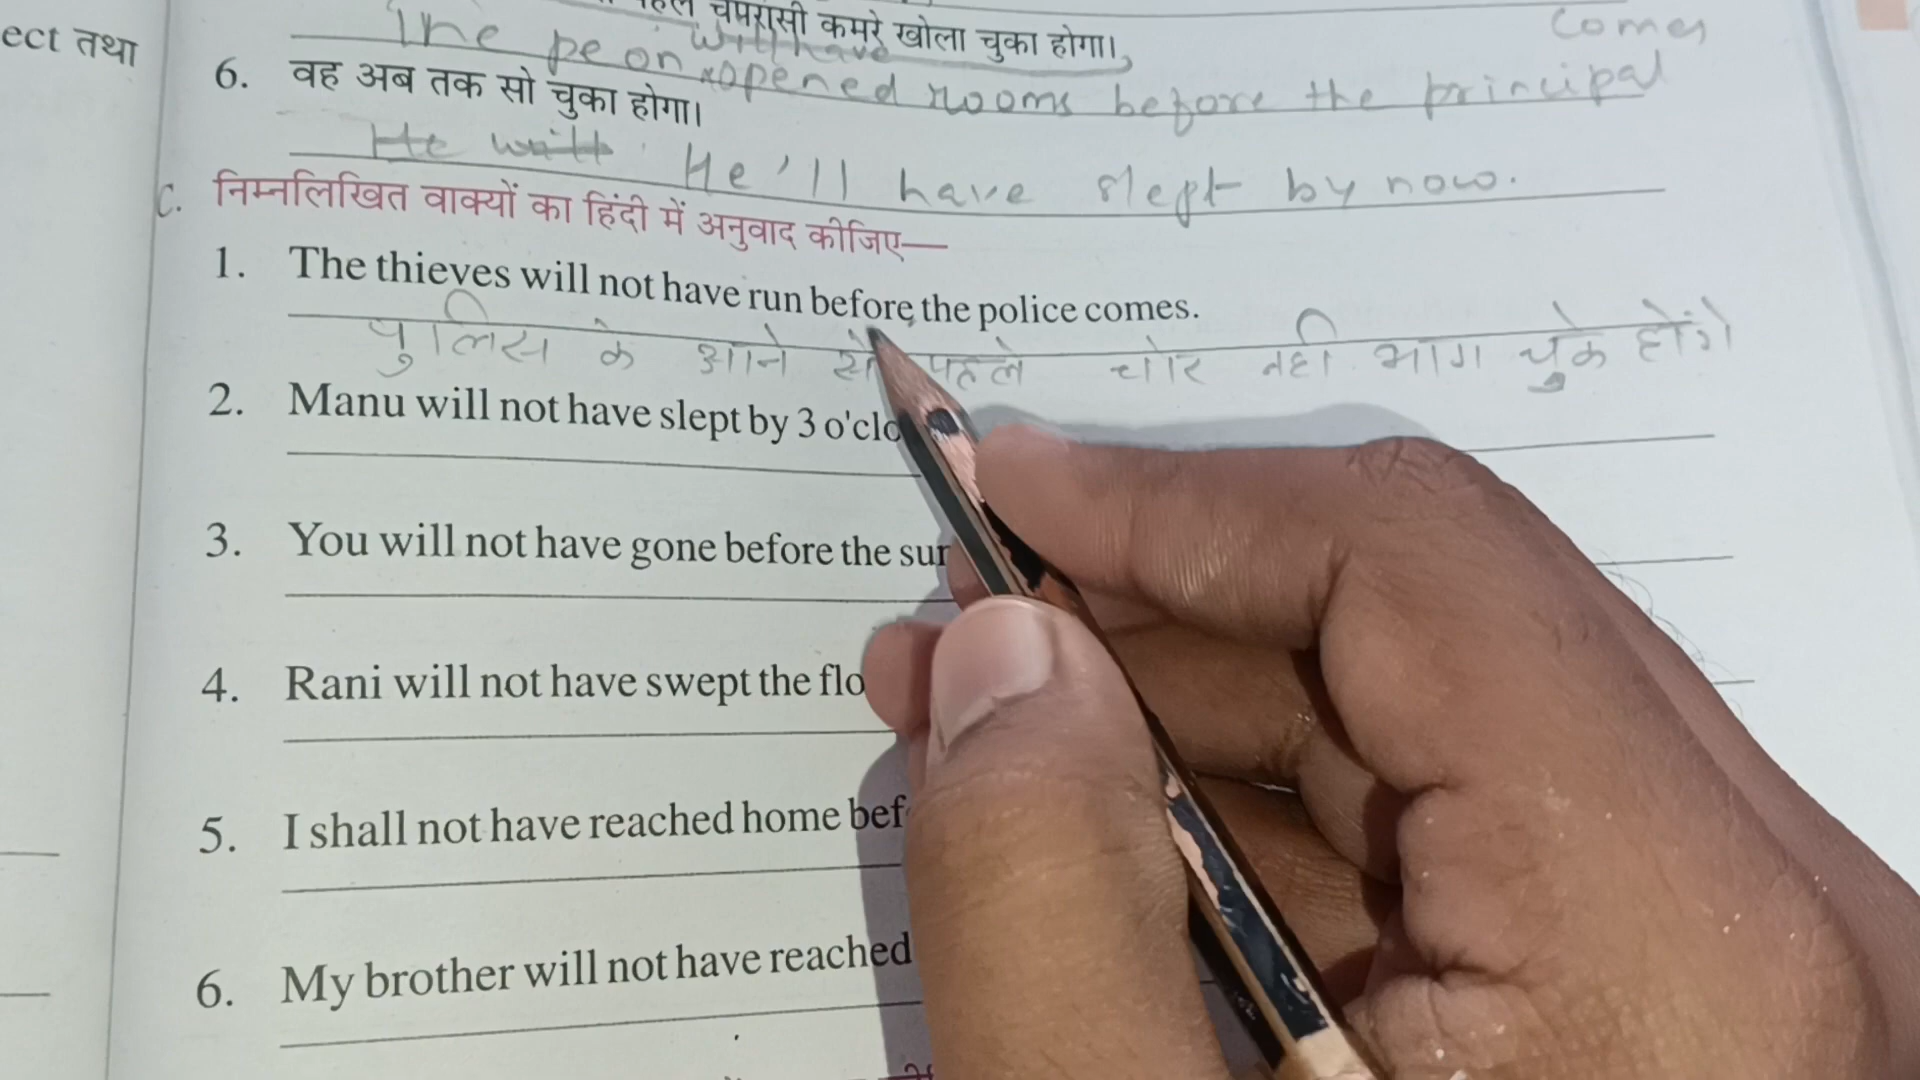 चपरासी कमरे खोला चुका होगा।
comes
ect तथा
will have
The peon opened rooms before the principal
6. वह अब तक सो चुका होगा।
He will He'll have slept by now.
C. निम्नलिखित वाक्यों का हिंदी में अनुवाद कीजिए—
1. The thieves will not have run before the police comes.
पुलिस के आने से पहले चोर नही भाग चुके होंगे
2. Manu will not have slept by 3 o'clo
3. You will not have gone before the sun
4. Rani will not have swept the flo
5. I shall not have reached home bef
6. My brother will not have reached